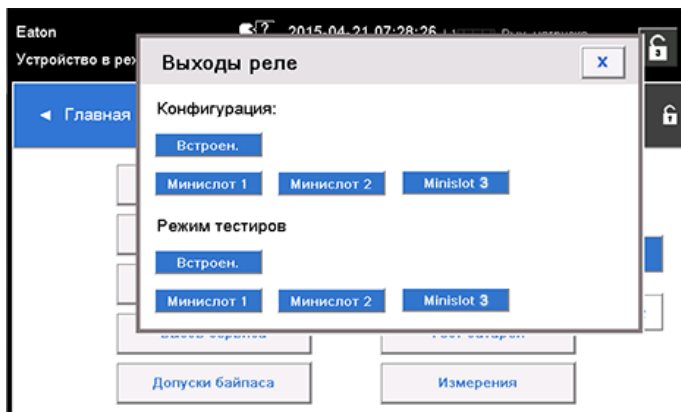 Eaton
2015-04-21 07:28:26
Устройство в реж
Выходы реле
X
3
◄ Главная
Конфигурация:
Встроен.
Минислот 1 Минислот 2 Minislot 3
Режим тестиров
Встроен.
Минислот 1 Минислот 2 Minislot 3
Допуски байпаса Измерения